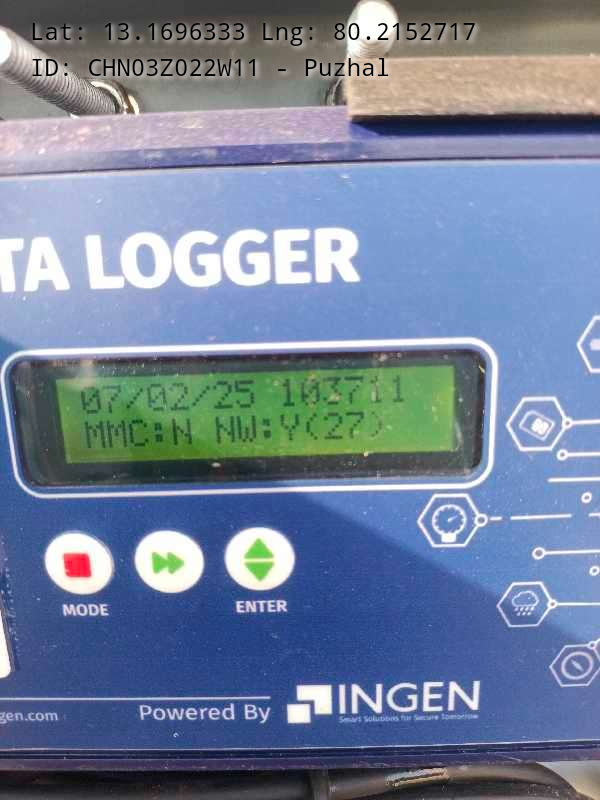 Lat: 13.1696333 Lng: 80.2152717
ID: CHN03Z022W11 - Puzhal
TA LOGGER
07/02/25 103711
MMC:N NW:Y(27)
MODE
ENTER
gen.com
Powered By
INGEN
Smart Solutions for Secure Tomorrow